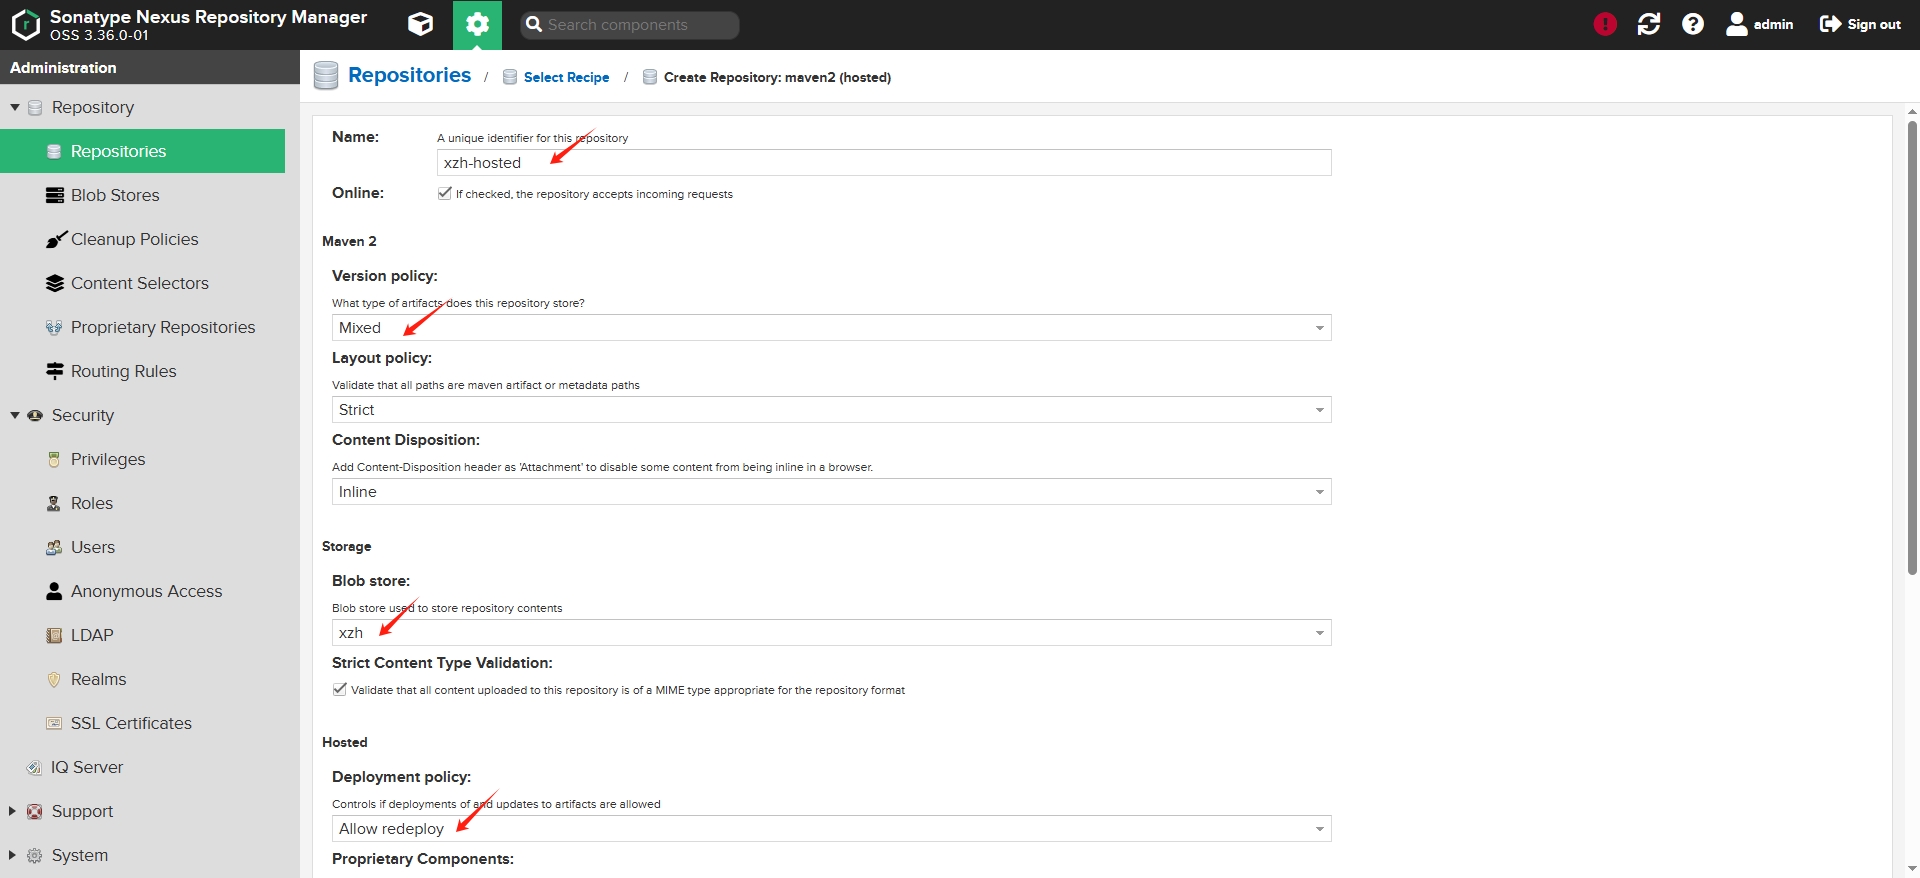 Sonatype Nexus Repository Manager
OSS 3.36.0-01
Search components
admin
Sign out
Administration
Repository
Repositories
Blob Stores
Cleanup Policies
Content Selectors
Proprietary Repositories
Routing Rules
Security
Privileges
Roles
Users
Anonymous Access
LDAP
Realms
SSL Certificates
IQ Server
Support
System
Repositories / Select Recipe / Create Repository: maven2 (hosted)
Name:
A unique identifier for this repository
xzh-hosted
Online:
If checked, the repository accepts incoming requests
Maven 2
Version policy:
What type of artifacts does this repository store?
Mixed
Layout policy:
Validate that all paths are maven artifact or metadata paths
Strict
Content Disposition:
Add Content-Disposition header as 'Attachment' to disable some content from being inline in a browser.
Inline
Storage
Blob store:
Blob store used to store repository contents
xzh
Strict Content Type Validation:
Validate that all content uploaded to this repository is of a MIME type appropriate for the repository format
Hosted
Deployment policy:
Controls if deployments of and updates to artifacts are allowed
Allow redeploy
Proprietary Components: